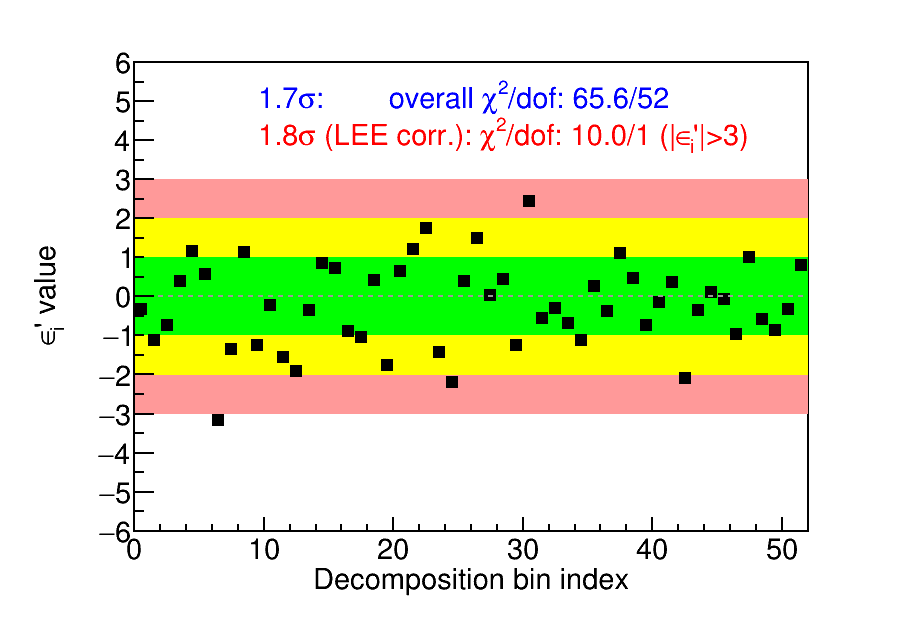 6
5
4
3
2
1
0
−1
−2
−3
−4
−5
−6
1.7σ: overall χ²/dof: 65.6/52
1.8σ (LEE corr.): χ²/dof: 10.0/1 (|ϵᵢ'|>3)
ϵᵢ' value
0 10 20 30 40 50
Decomposition bin index